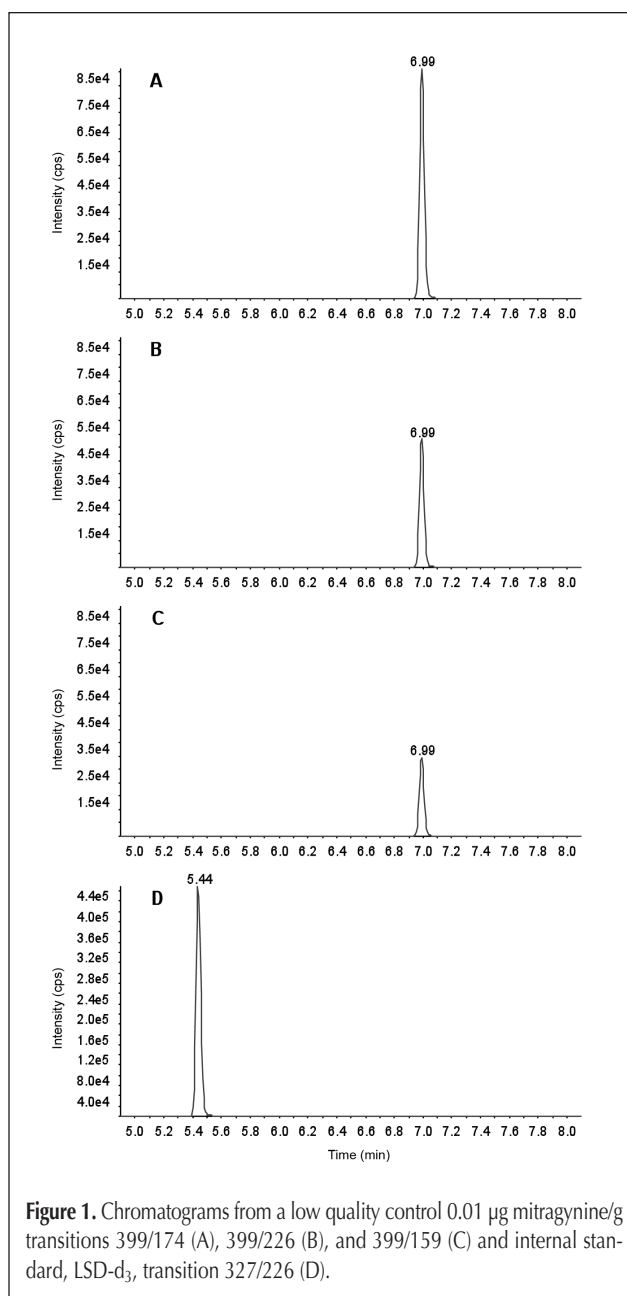 6.99
A
8.5e4
7.5e4
6.5e4
5.5e4
4.5e4
3.5e4
2.5e4
1.5e4
Intensity (cps)
5.0 5.2 5.4 5.6 5.8 6.0 6.2 6.4 6.6 6.8 7.0 7.2 7.4 7.6 7.8 8.0
B
8.5e4
7.5e4
6.5e4
5.5e4
4.5e4
3.5e4
2.5e4
1.5e4
6.99
Intensity (cps)
5.0 5.2 5.4 5.6 5.8 6.0 6.2 6.4 6.6 6.8 7.0 7.2 7.4 7.6 7.8 8.0
C
8.5e4
7.5e4
6.5e4
5.5e4
4.5e4
3.5e4
2.5e4
1.5e4
6.99
Intensity (cps)
5.0 5.2 5.4 5.6 5.8 6.0 6.2 6.4 6.6 6.8 7.0 7.2 7.4 7.6 7.8 8.0
5.44
D
4.4e5
4.0e5
3.6e5
3.2e5
2.8e5
2.4e5
2.0e5
1.6e5
1.2e5
8.0e4
4.0e4
Intensity (cps)
5.0 5.2 5.4 5.6 5.8 6.0 6.2 6.4 6.6 6.8 7.0 7.2 7.4 7.6 7.8 8.0
Time (min)
Figure 1. Chromatograms from a low quality control 0.01 µg mitragynine/g
transitions 399/174 (A), 399/226 (B), and 399/159 (C) and internal stan-
dard, LSD-d₃, transition 327/226 (D).